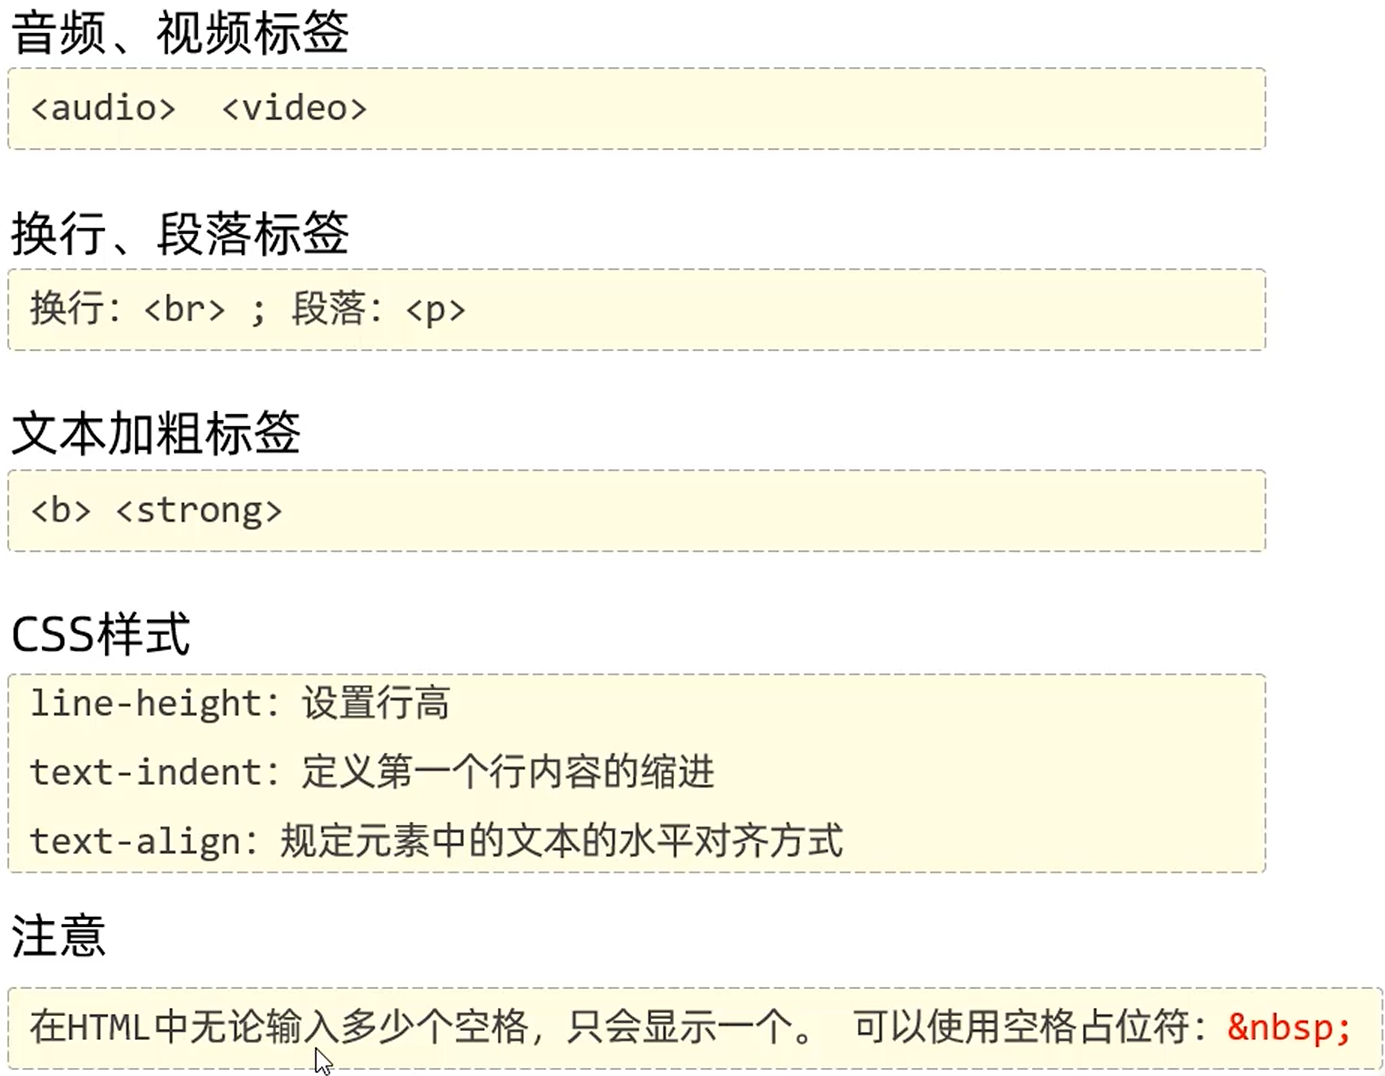 音频、视频标签
<audio>  <video>
换行、段落标签
换行：<br> ； 段落：<p>
文本加粗标签
<b> <strong>
CSS样式
line-height：设置行高
text-indent：定义第一个行内容的缩进
text-align：规定元素中的文本的水平对齐方式
注意
在HTML中无论输入多少个空格，只会显示一个。 可以使用空格占位符：&nbsp;